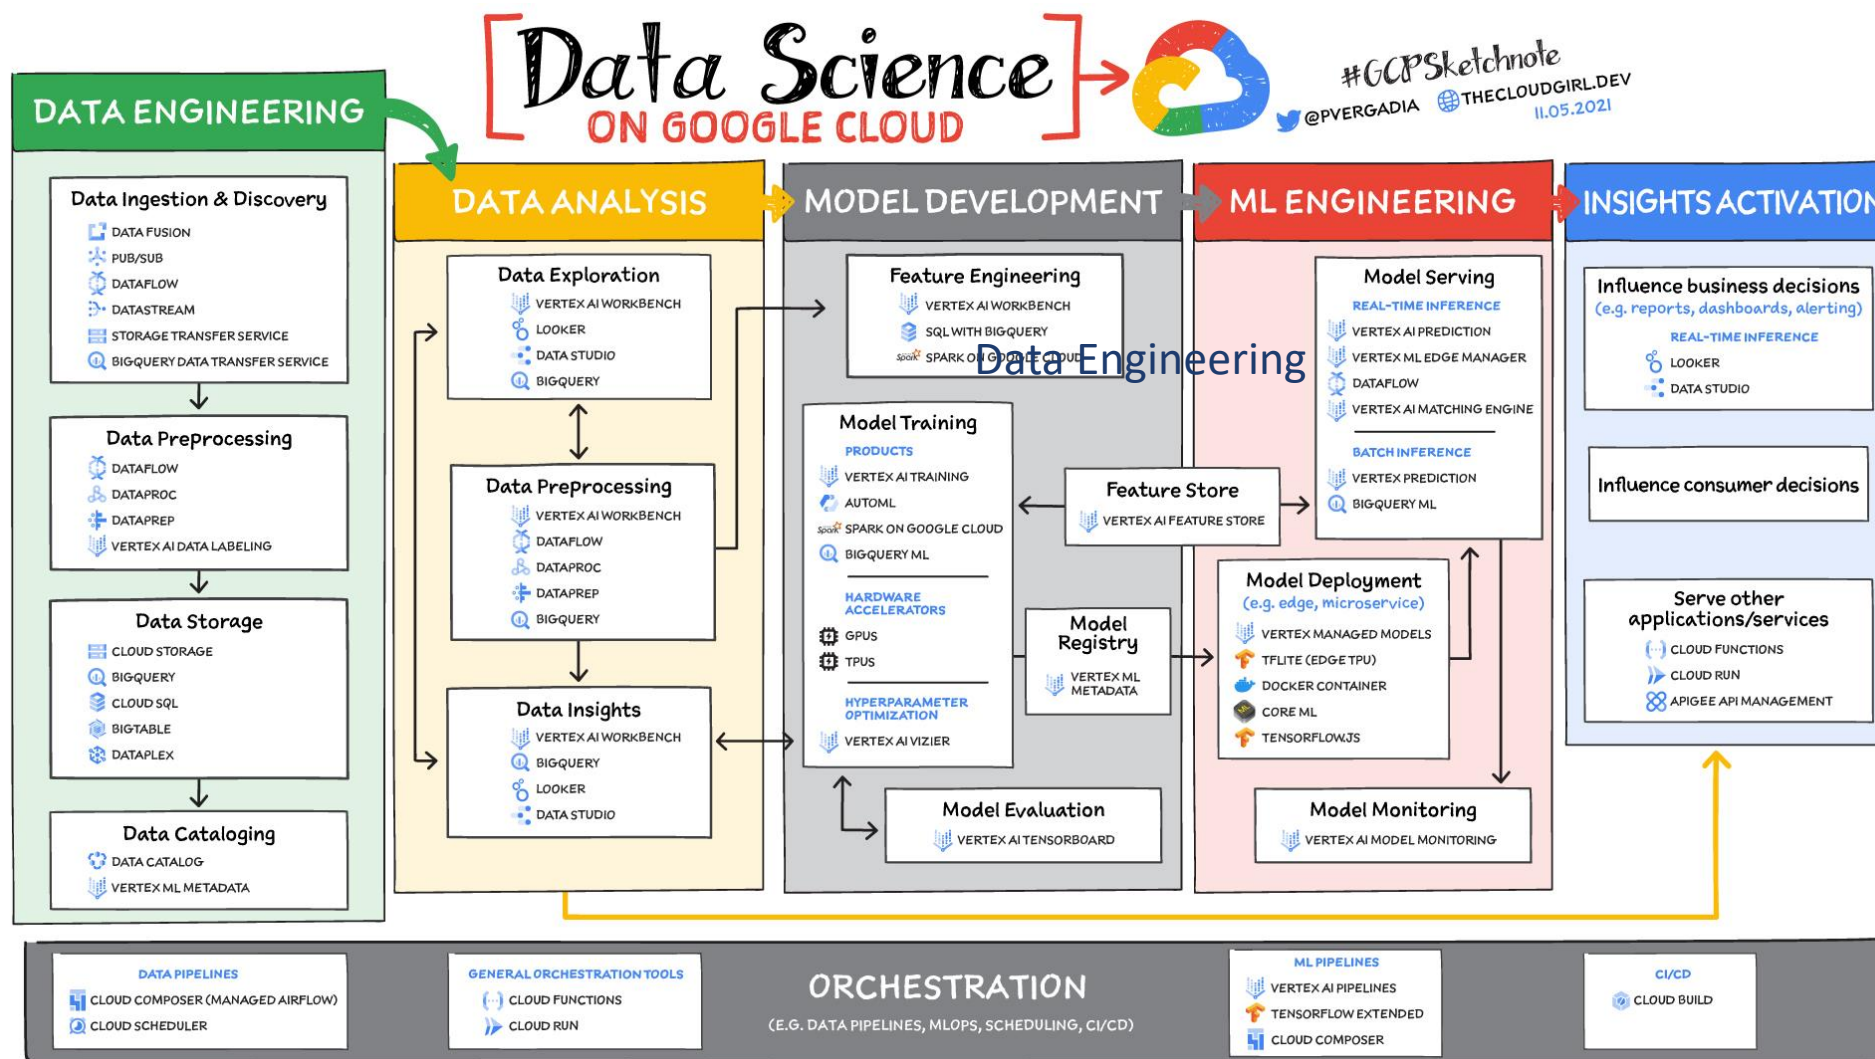 Data Science
ON GOOGLE CLOUD
#GCPSketchnote
@PVERGADIA THECLOUDGIRL.DEV
11.05.2021
DATA ENGINEERING
Data Ingestion & Discovery
DATA FUSION
PUB/SUB
DATAFLOW
DATASTREAM
STORAGE TRANSFER SERVICE
BIGQUERY DATA TRANSFER SERVICE
Data Preprocessing
DATAFLOW
DATAPROC
DATAPREP
VERTEX AI DATA LABELING
Data Storage
CLOUD STORAGE
BIGQUERY
CLOUD SQL
BIGTABLE
DATAPLEX
Data Cataloging
DATA CATALOG
VERTEX ML METADATA
DATA ANALYSIS
Data Exploration
VERTEX AI WORKBENCH
LOOKER
DATA STUDIO
BIGQUERY
Data Preprocessing
VERTEX AI WORKBENCH
DATAFLOW
DATAPROC
DATAPREP
BIGQUERY
Data Insights
VERTEX AI WORKBENCH
BIGQUERY
LOOKER
DATA STUDIO
MODEL DEVELOPMENT
Feature Engineering
VERTEX AI WORKBENCH
SQL WITH BIGQUERY
Spark SPARK ON GOOGLE CLOUD
Data Engineering
Model Training
PRODUCTS
VERTEX AI TRAINING
AUTOML
Spark SPARK ON GOOGLE CLOUD
BIGQUERY ML
HARDWARE
ACCELERATORS
GPUS
TPUS
HYPERPARAMETER
OPTIMIZATION
VERTEX AI VIZIER
Feature Store
VERTEX AI FEATURE STORE
Model
Registry
VERTEX ML
METADATA
Model Evaluation
VERTEX AI TENSORBOARD
ML ENGINEERING
Model Serving
REAL-TIME INFERENCE
VERTEX AI PREDICTION
VERTEX ML EDGE MANAGER
DATAFLOW
VERTEX AI MATCHING ENGINE
BATCH INFERENCE
VERTEX PREDICTION
BIGQUERY ML
Model Deployment
(e.g. edge, microservice)
VERTEX MANAGED MODELS
TFLITE (EDGE TPU)
DOCKER CONTAINER
CORE ML
TENSORFLOW.JS
Model Monitoring
VERTEX AI MODEL MONITORING
INSIGHTS ACTIVATION
Influence business decisions
(e.g. reports, dashboards, alerting)
REAL-TIME INFERENCE
LOOKER
DATA STUDIO
Influence consumer decisions
Serve other
applications/services
CLOUD FUNCTIONS
CLOUD RUN
APIGEE API MANAGEMENT
DATA PIPELINES
CLOUD COMPOSER (MANAGED AIRFLOW)
CLOUD SCHEDULER
GENERAL ORCHESTRATION TOOLS
CLOUD FUNCTIONS
CLOUD RUN
ORCHESTRATION
(E.G. DATA PIPELINES, MLOPS, SCHEDULING, CI/CD)
ML PIPELINES
VERTEX AI PIPELINES
TENSORFLOW EXTENDED
CLOUD COMPOSER
CI/CD
CLOUD BUILD